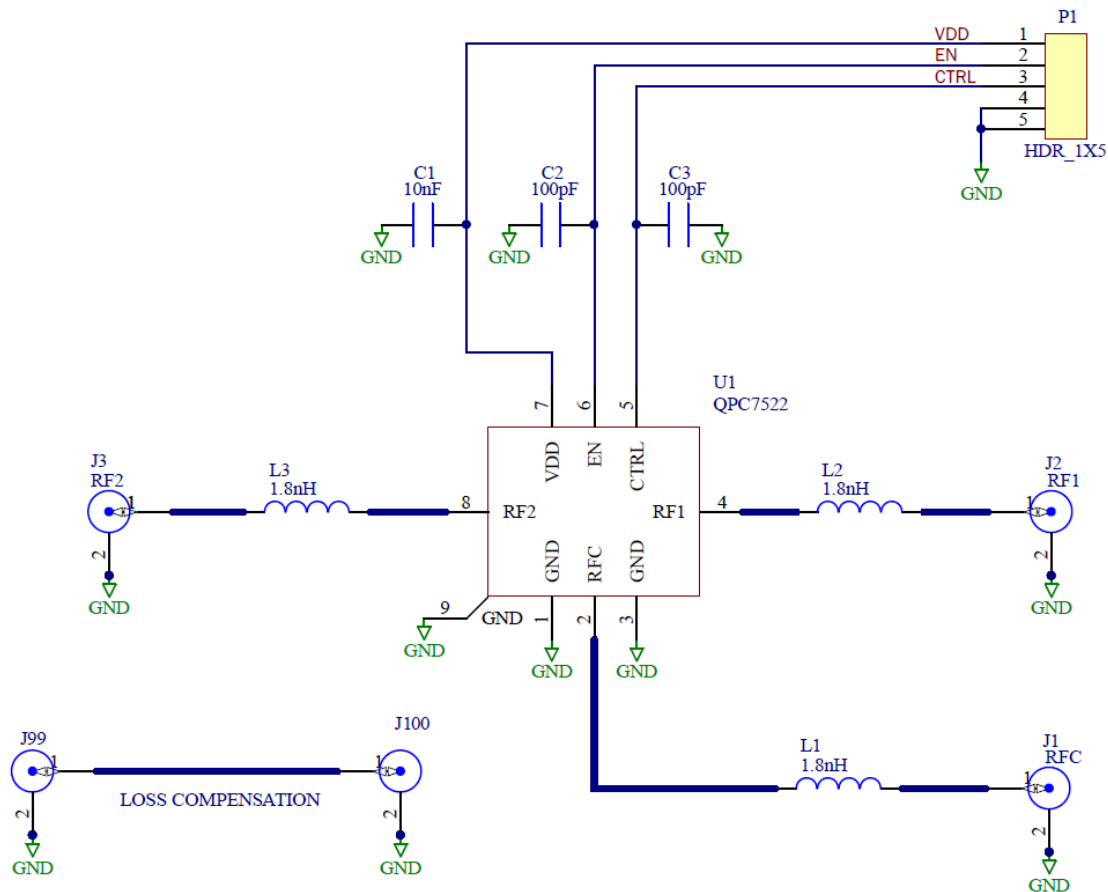 P1
VDD 1
EN 2
CTRL 3
4
5
HDR_1X5
GND
C1
10nF
C2
100pF
C3
100pF
GND
GND
GND
U1
QPC7522
7
6
5
VDD
EN
CTRL
J3
RF2
1
2
GND
L3
1.8nH
8
RF2
RF1
4
L2
1.8nH
J2
RF1
1
2
GND
GND
RFC
GND
9
GND
GND
1
2
3
GND
GND
J99
1
2
GND
LOSS COMPENSATION
J100
1
2
GND
L1
1.8nH
J1
RFC
1
2
GND